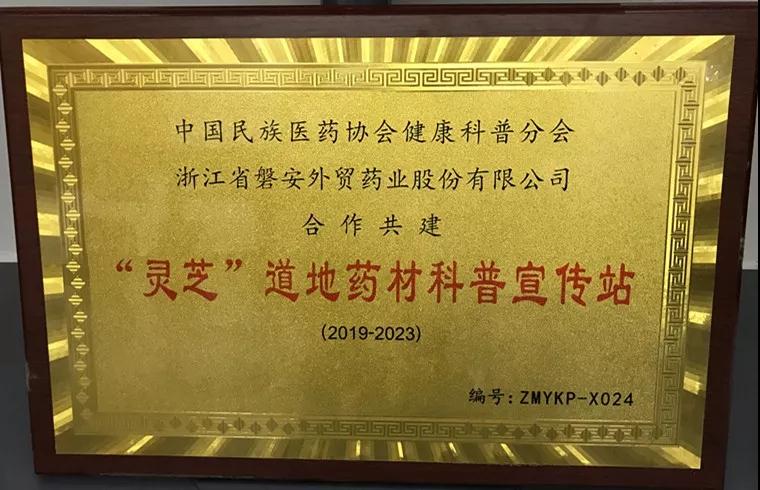 中国民族医药协会健康科普分会
浙江省磐安外贸药业股份有限公司
合作共建
“灵芝”道地药材科普宣传站
(2019-2023)
编号:ZMYKP-X024